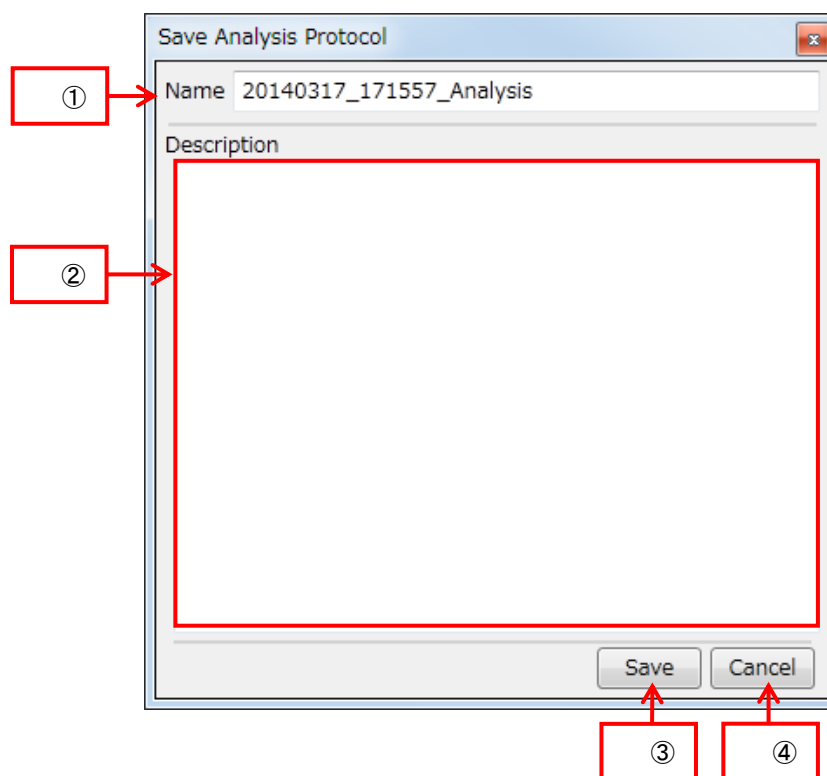 Save Analysis Protocol
x
① Name 20140317_171557_Analysis
Description
②
Save Cancel
③ ④